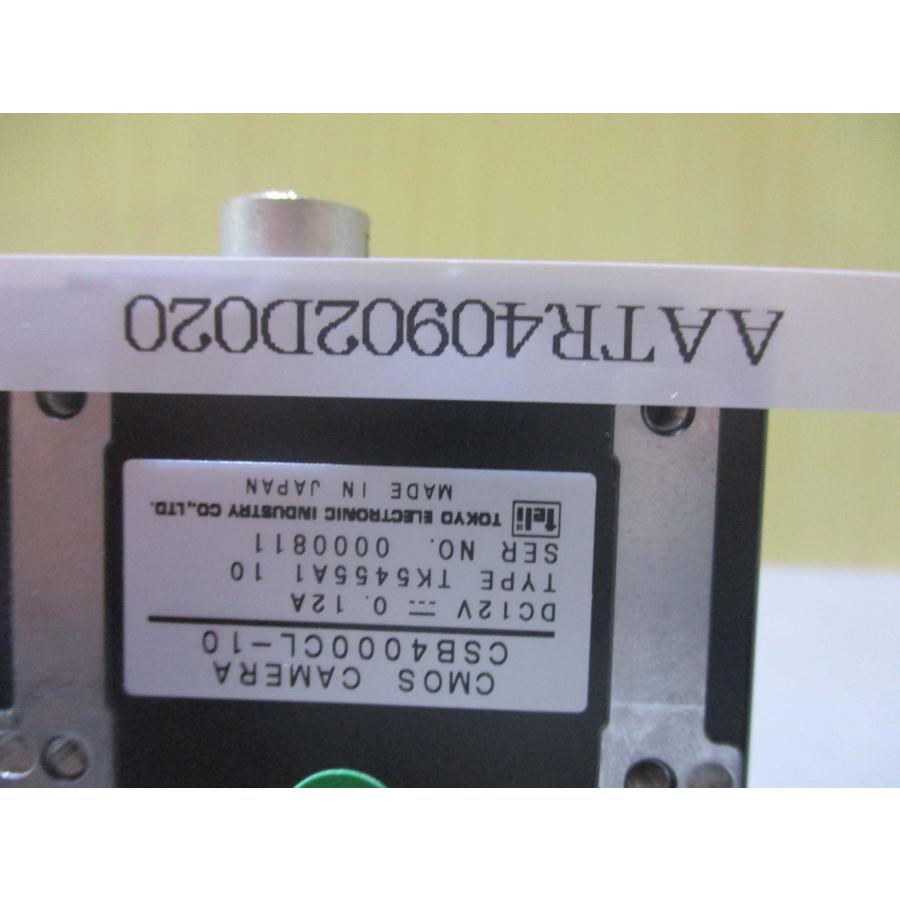 CMOS CAMERA
CSB4000CL-10
DC12V ⎓ 0.12A
TYPE TK5455A1 10
SER NO. 0000811
teli TOKYO ELECTRONIC INDUSTRY CO.,LTD.
MADE IN JAPAN
AATR40902D020